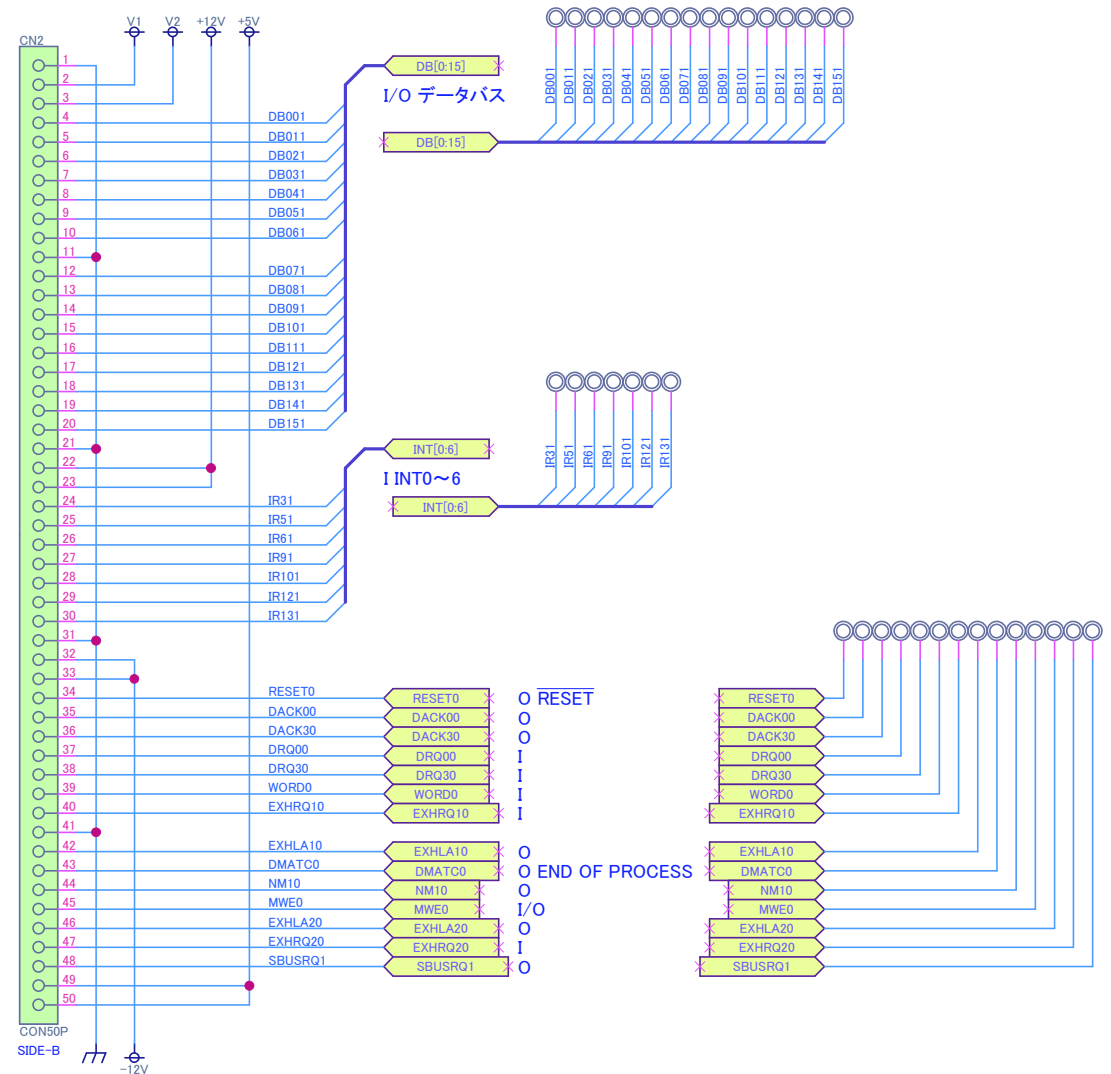 V1 V2 +12V +5V
CN2
1
2
3
4 DB001
5 DB011
6 DB021
7 DB031
8 DB041
9 DB051
10 DB061
11
12 DB071
13 DB081
14 DB091
15 DB101
16 DB111
17 DB121
18 DB131
19 DB141
20 DB151
21
22
23
24 IR31
25 IR51
26 IR61
27 IR91
28 IR101
29 IR121
30 IR131
31
32
33
34 RESET0
35 DACK00
36 DACK30
37 DRQ00
38 DRQ30
39 WORD0
40 EXHRQ10
41
42 EXHLA10
43 DMATC0
44 NM10
45 MWE0
46 EXHLA20
47 EXHRQ20
48 SBUSRQ1
49
50
CON50P
SIDE-B
-12V
DB[0:15]
I/O データバス
DB[0:15]
DB001 DB011 DB021 DB031 DB041 DB051 DB061 DB071 DB081 DB091 DB101 DB111 DB121 DB131 DB141 DB151
INT[0:6]
I INT0〜6
INT[0:6]
IR31 IR51 IR61 IR91 IR101 IR121 IR131
RESET0 O RESET RESET0
DACK00 O DACK00
DACK30 O DACK30
DRQ00 I DRQ00
DRQ30 I DRQ30
WORD0 I WORD0
EXHRQ10 I EXHRQ10
EXHLA10 O EXHLA10
DMATC0 O END OF PROCESS DMATC0
NM10 O NM10
MWE0 I/O MWE0
EXHLA20 O EXHLA20
EXHRQ20 I EXHRQ20
SBUSRQ1 O SBUSRQ1